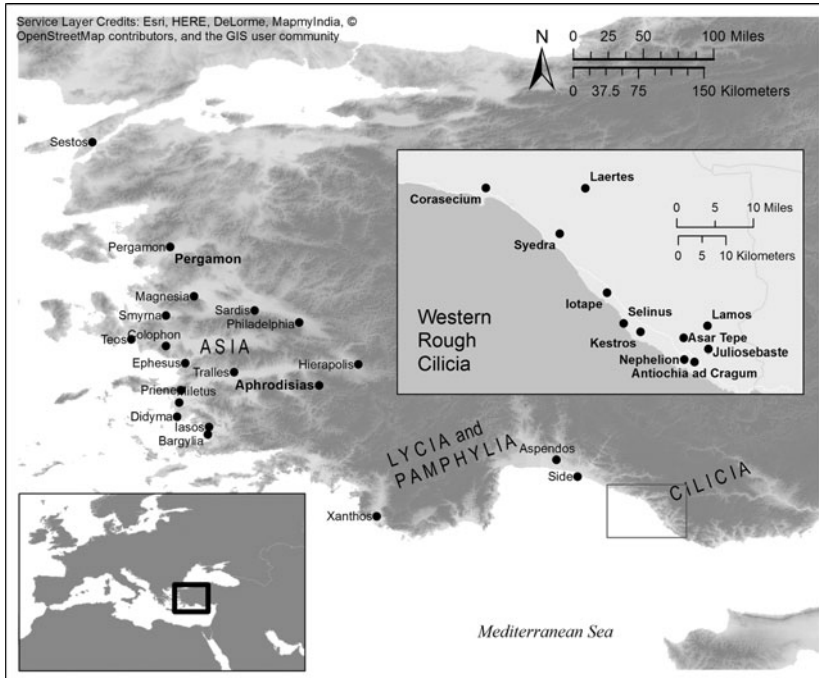 Service Layer Credits: Esri, HERE, DeLorme, MapmyIndia, ©
OpenStreetMap contributors, and the GIS user community
N
0 25 50 100 Miles
0 37.5 75 150 Kilometers
Sestos
Pergamon
Pergamon
Magnesia
Smyrna
Sardis
Philadelphia
Teos
Colophon
ASIA
Ephesus
Tralles
Hierapolis
Aphrodisias
Priene
Miletus
Didyma
Iasos
Bargylia
LYCIA and
PAMPHYLIA
Aspendos
Side
CiLICIA
Xanthos
Mediterranean Sea
Corasecium
Laertes
0 5 10 Miles
0 5 10 Kilometers
Syedra
Iotape
Selinus
Lamos
Kestros
Asar Tepe
Juliosebaste
Nephelion
Antiochia ad Cragum
Western
Rough
Cilicia